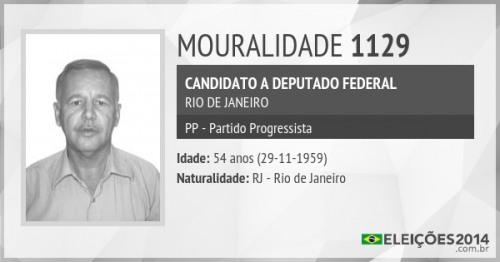 MOURALIDADE 1129
CANDIDATO A DEPUTADO FEDERAL
RIO DE JANEIRO
PP - Partido Progressista
Idade: 54 anos (29-11-1959)
Naturalidade: RJ - Rio de Janeiro
ELEIÇÕES2014
.com.br